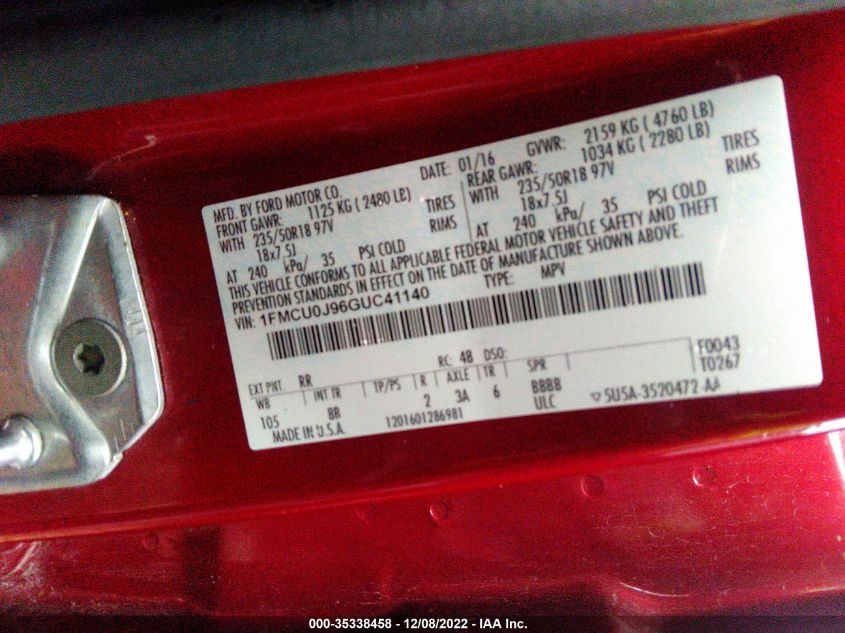 MFD. BY FORD MOTOR CO. DATE: 01/16 GVWR: 2159 KG ( 4760 LB)
FRONT GAWR: 1125 KG ( 2480 LB) REAR GAWR: 1034 KG ( 2280 LB)
WITH 235/50R18 97V TIRES WITH 235/50R18 97V TIRES
18x7.5J RIMS 18x7.5J RIMS
AT 240 kPa/ 35 PSI COLD AT 240 kPa/ 35 PSI COLD
THIS VEHICLE CONFORMS TO ALL APPLICABLE FEDERAL MOTOR VEHICLE SAFETY AND THEFT
PREVENTION STANDARDS IN EFFECT ON THE DATE OF MANUFACTURE SHOWN ABOVE.
VIN: 1FMCU0J96GUC41140 TYPE: MPV
EXT PNT: RR RC: 48 DSO: F0043
WB INT TR TP/PS R AXLE TR SPR T0267
105 BB 2 3A 6 BBBB
MADE IN U.S.A. 1201601286981 ULC ▽ 5U5A-3520472-AA
000-35338458 - 12/08/2022 - IAA Inc.